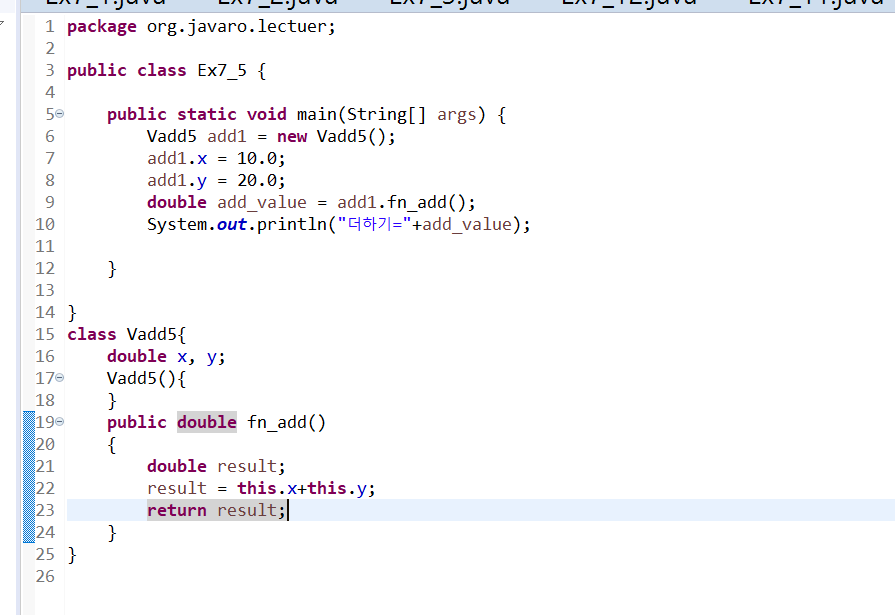 1 package org.javaro.lectuer;
2
3 public class Ex7_5 {
4
5 public static void main(String[] args) {
6 Vadd5 add1 = new Vadd5();
7 add1.x = 10.0;
8 add1.y = 20.0;
9 double add_value = add1.fn_add();
10 System.out.println("더하기="+add_value);
11
12 }
13
14 }
15 class Vadd5{
16 double x, y;
17 Vadd5(){
18 }
19 public double fn_add()
20 {
21 double result;
22 result = this.x+this.y;
23 return result;
24 }
25 }
26